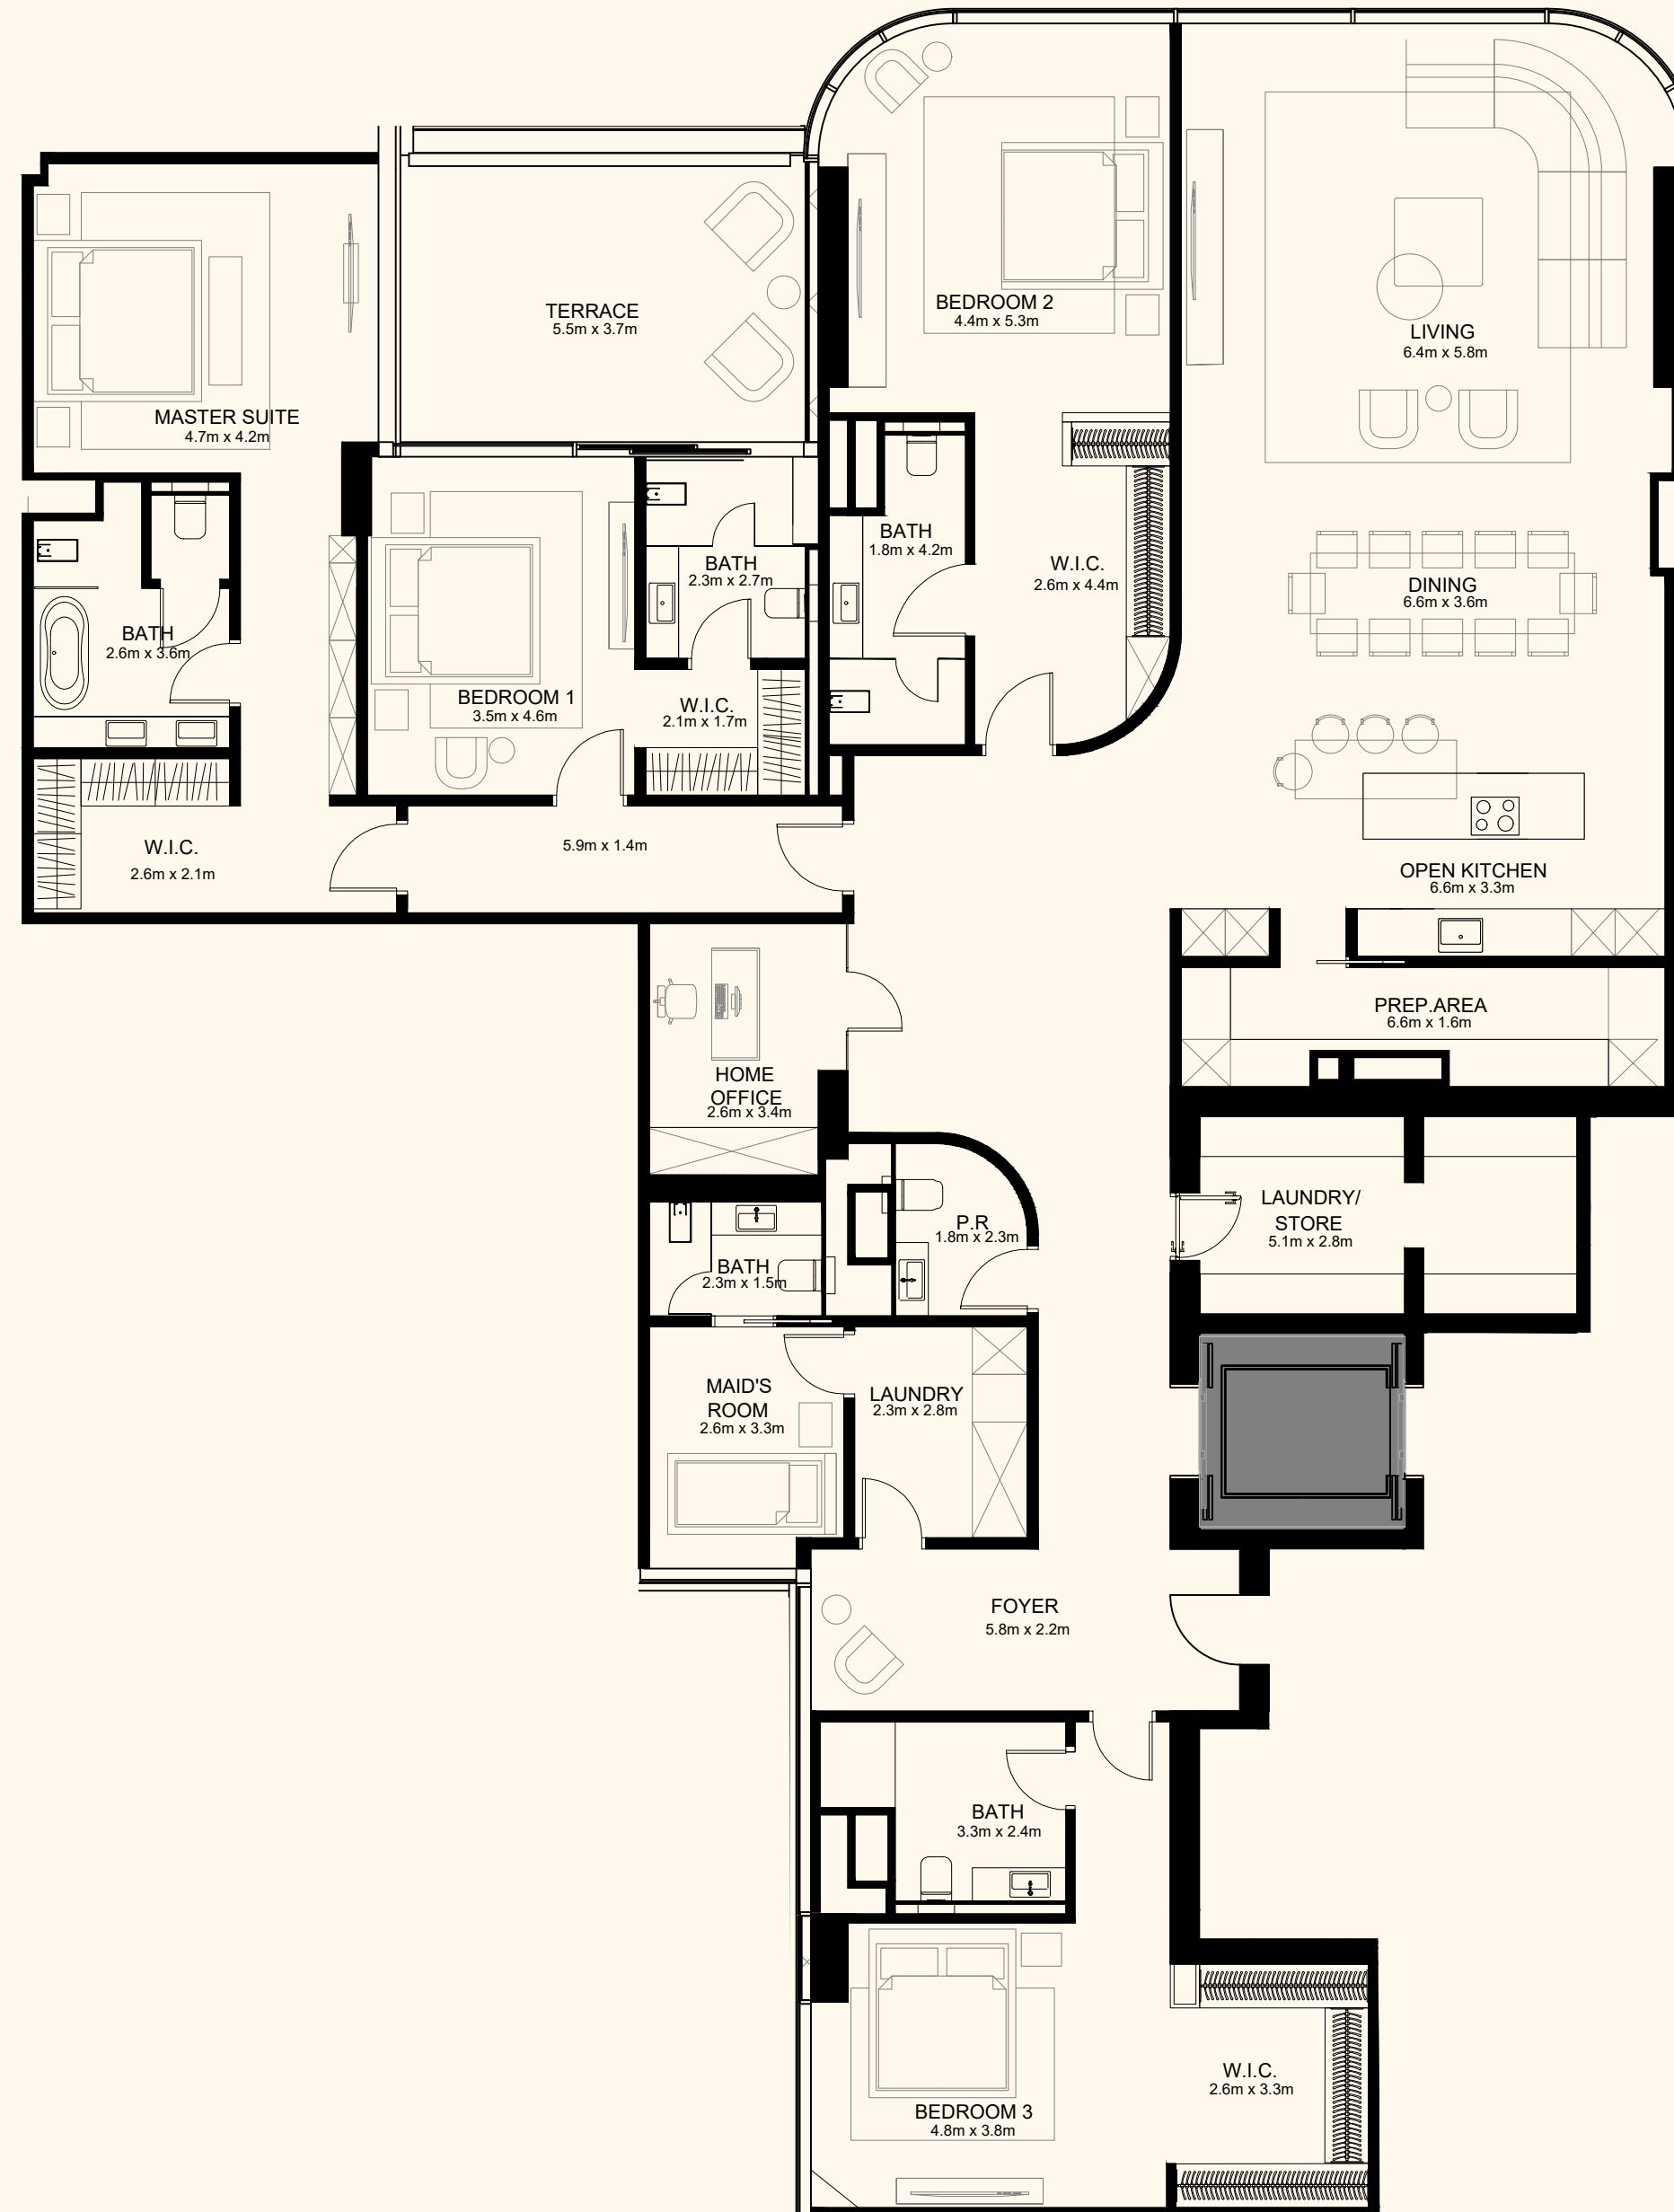 TERRACE
5.5m x 3.7m
BEDROOM 2
4.4m x 5.3m
LIVING
6.4m x 5.8m
MASTER SUITE
4.7m x 4.2m
BATH
1.8m x 4.2m
BATH
2.3m x 2.7m
W.I.C.
2.6m x 4.4m
DINING
6.6m x 3.6m
BATH
2.6m x 3.6m
BEDROOM 1
3.5m x 4.6m
W.I.C.
2.1m x 1.7m
W.I.C.
2.6m x 2.1m
5.9m x 1.4m
OPEN KITCHEN
6.6m x 3.3m
PREP.AREA
6.6m x 1.6m
HOME
OFFICE
2.6m x 3.4m
LAUNDRY/
STORE
5.1m x 2.8m
P.R
1.8m x 2.3m
BATH
2.3m x 1.5m
MAID'S
ROOM
2.6m x 3.3m
LAUNDRY
2.3m x 2.8m
FOYER
5.8m x 2.2m
BATH
3.3m x 2.4m
W.I.C.
2.6m x 3.3m
BEDROOM 3
4.8m x 3.8m